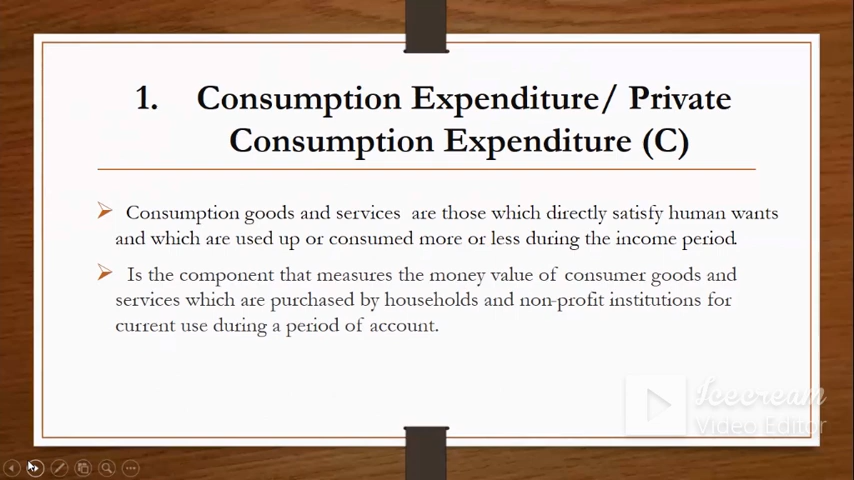 1. Consumption Expenditure/ Private
Consumption Expenditure (C)
Consumption goods and services are those which directly satisfy human wants
and which are used up or consumed more or less during the income period.
Is the component that measures the money value of consumer goods and
services which are purchased by households and non-profit institutions for
current use during a period of account.
Icecream
Video Editor